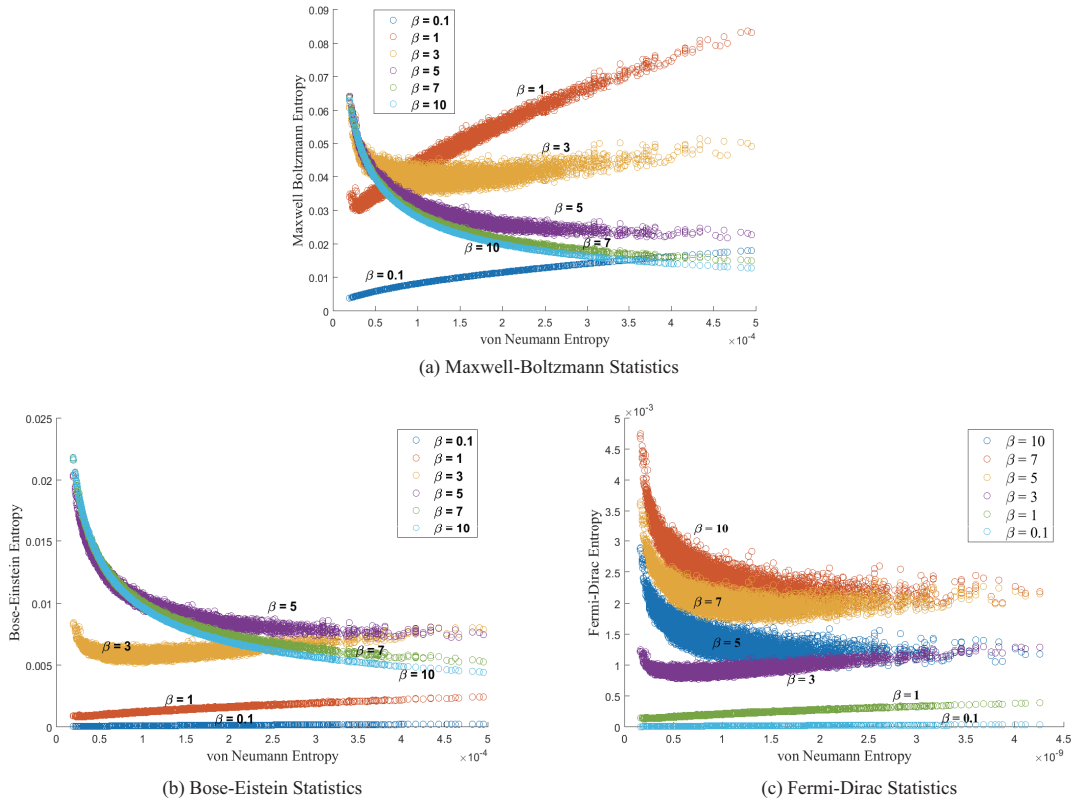 0.09
0.08
0.07
0.06
0.05
0.04
0.03
0.02
0.01
0
Maxwell Boltzmann Entropy
β = 0.1
β = 1
β = 3
β = 5
β = 7
β = 10
β = 1
β = 3
β = 5
β = 7
β = 10
β = 0.1
0 0.5 1 1.5 2 2.5 3 3.5 4 4.5 5
von Neumann Entropy
×10⁻⁴
(a) Maxwell-Boltzmann Statistics
0.025
0.02
0.015
0.01
0.005
0
Bose-Einstein Entropy
β = 0.1
β = 1
β = 3
β = 5
β = 7
β = 10
β = 5
β = 3
β = 7
β = 10
β = 1
β = 0.1
0 0.5 1 1.5 2 2.5 3 3.5 4 4.5 5
von Neumann Entropy
×10⁻⁴
(b) Bose-Eistein Statistics
×10⁻³
5
4.5
4
3.5
3
2.5
2
1.5
1
0.5
0
Fermi-Dirac Entropy
β = 10
β = 7
β = 5
β = 3
β = 1
β = 0.1
β = 10
β = 7
β = 5
β = 3
β = 1
β = 0.1
0 0.5 1 1.5 2 2.5 3 3.5 4 4.5
von Neumann Entropy
×10⁻⁹
(c) Fermi-Dirac Statistics